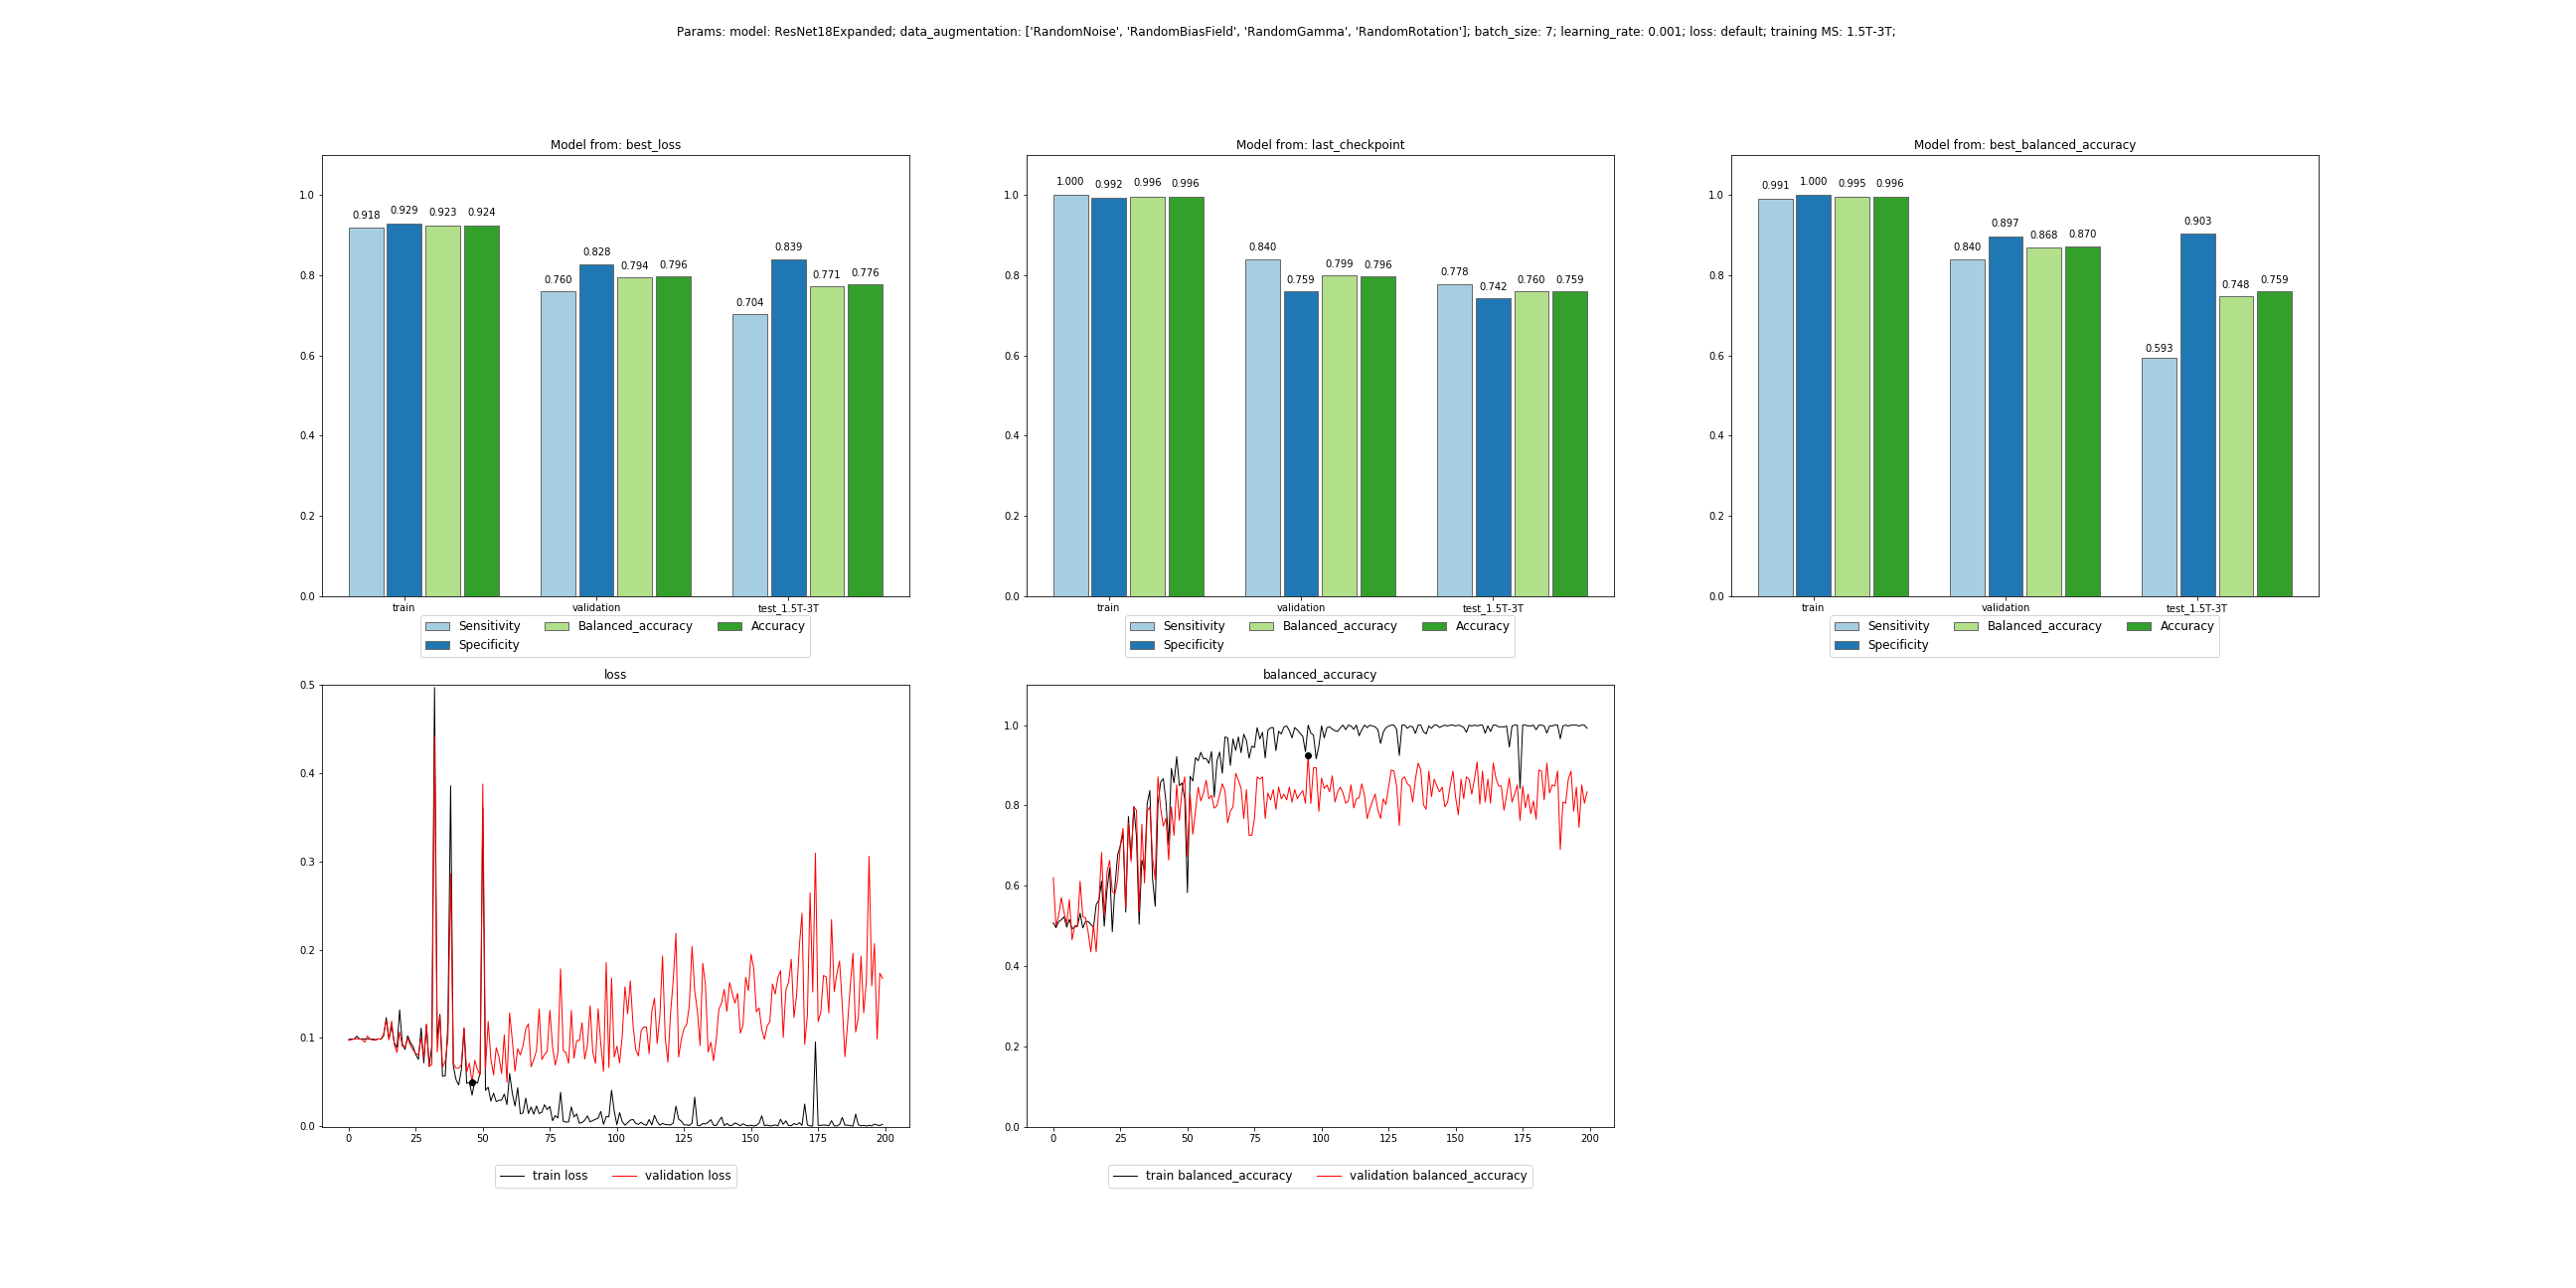 Params: model: ResNet18Expanded; data_augmentation: ['RandomNoise', 'RandomBiasField', 'RandomGamma', 'RandomRotation']; batch_size: 7; learning_rate: 0.001; loss: default; training MS: 1.5T-3T;
Model from: best_loss
1.0
0.8
0.6
0.4
0.2
0.0
0.918 0.929 0.923 0.924
0.760 0.828 0.794 0.796
0.704 0.839 0.771 0.776
train validation test_1.5T-3T
Sensitivity Balanced_accuracy Accuracy
Specificity
Model from: last_checkpoint
1.0
0.8
0.6
0.4
0.2
0.0
1.000 0.992 0.996 0.996
0.840 0.759 0.799 0.796
0.778 0.742 0.760 0.759
train validation test_1.5T-3T
Sensitivity Balanced_accuracy Accuracy
Specificity
Model from: best_balanced_accuracy
1.0
0.8
0.6
0.4
0.2
0.0
0.991 1.000 0.995 0.996
0.840 0.897 0.868 0.870
0.593 0.903 0.748 0.759
train validation test_1.5T-3T
Sensitivity Balanced_accuracy Accuracy
Specificity
loss
0.5
0.4
0.3
0.2
0.1
0.0
0 25 50 75 100 125 150 175 200
train loss validation loss
balanced_accuracy
1.0
0.8
0.6
0.4
0.2
0.0
0 25 50 75 100 125 150 175 200
train balanced_accuracy validation balanced_accuracy